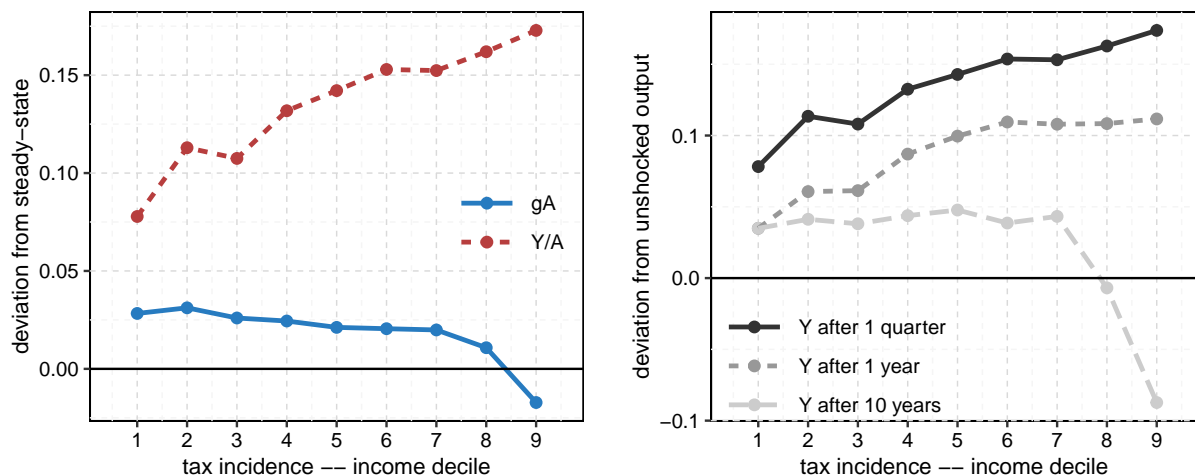 deviation from steady−state
0.15
0.10
0.05
0.00
gA
Y/A
1 2 3 4 5 6 7 8 9
tax incidence −− income decile
deviation from unshocked output
0.1
0.0
−0.1
Y after 1 quarter
Y after 1 year
Y after 10 years
1 2 3 4 5 6 7 8 9
tax incidence −− income decile